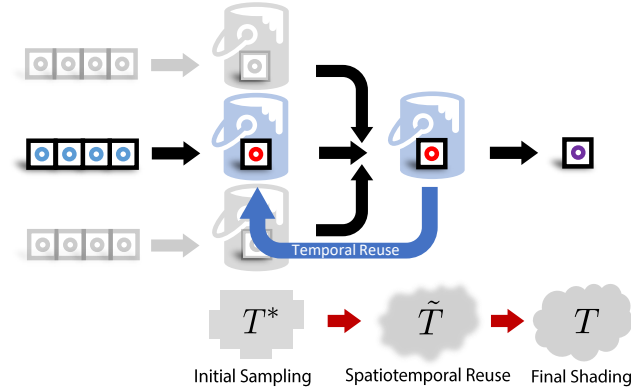 Temporal Reuse
T* T̃ T
Initial Sampling Spatiotemporal Reuse Final Shading